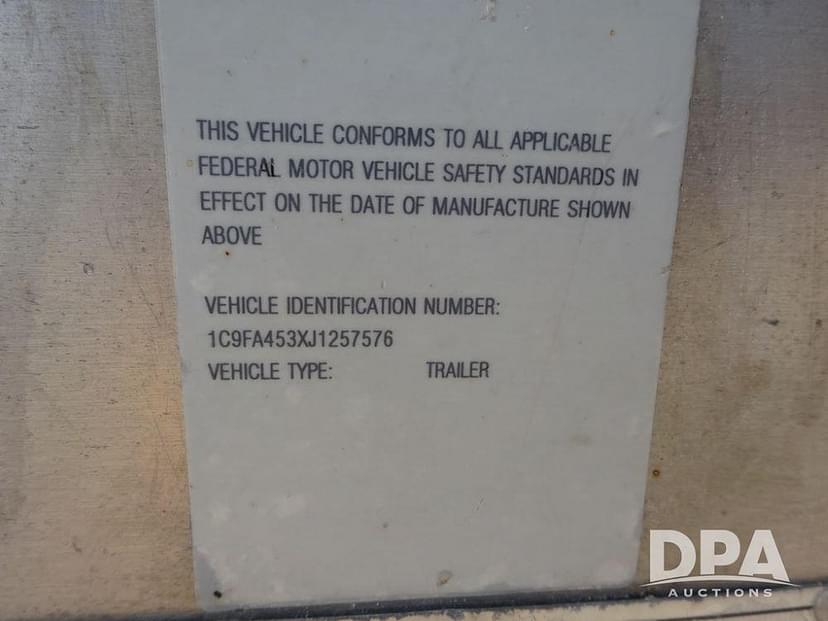 THIS VEHICLE CONFORMS TO ALL APPLICABLE
FEDERAL MOTOR VEHICLE SAFETY STANDARDS IN
EFFECT ON THE DATE OF MANUFACTURE SHOWN
ABOVE
VEHICLE IDENTIFICATION NUMBER:
1C9FA453XJ1257576
VEHICLE TYPE: TRAILER
DPA
AUCTIONS